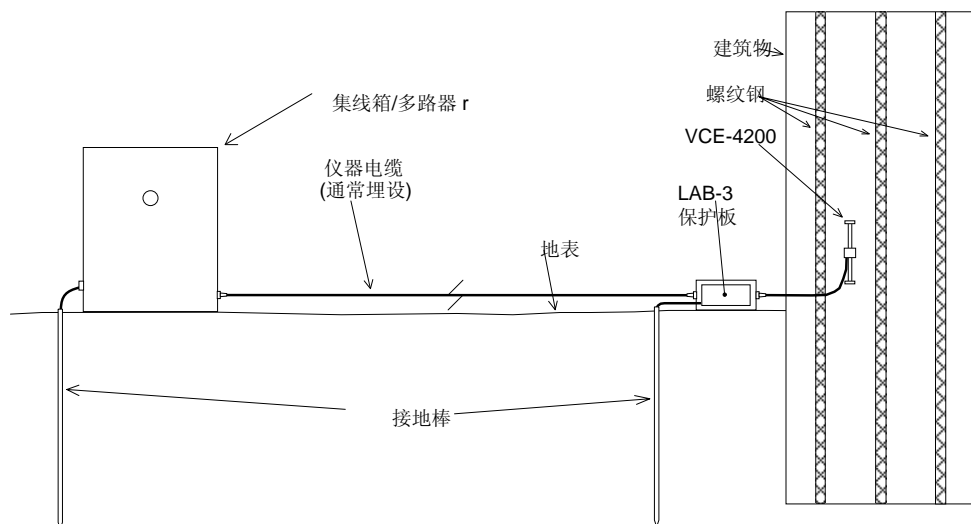 建筑物
集线箱/多路器 r
螺纹钢
VCE-4200
仪器电缆
(通常埋设)
LAB-3
保护板
地表
接地棒